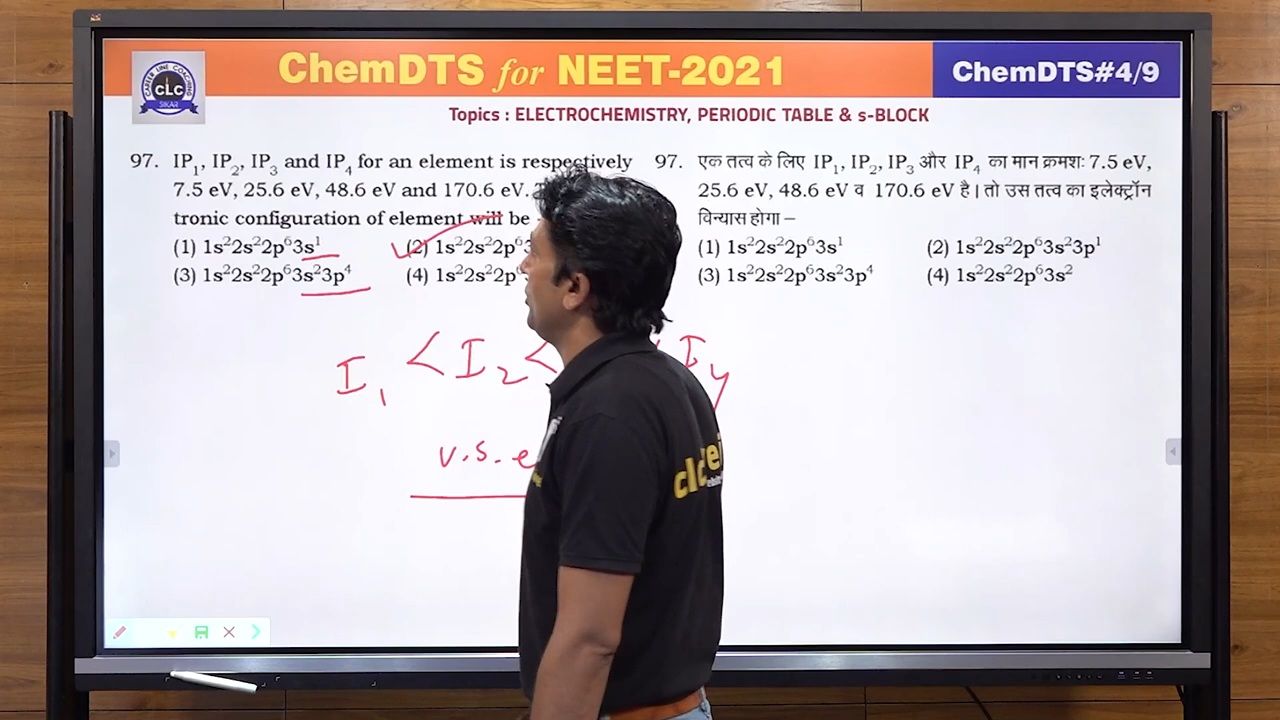 ChemDTS for NEET-2021
ChemDTS#4/9
CAREER LINE COACHING
CLC
SIKAR
Topics : ELECTROCHEMISTRY, PERIODIC TABLE & s-BLOCK
97. IP₁, IP₂, IP₃ and IP₄ for an element is respectively
7.5 eV, 25.6 eV, 48.6 eV and 170.6 eV.
tronic configuration of element will be
(1) 1s²2s²2p⁶3s¹
(2) 1s²2s²2p⁶3
(3) 1s²2s²2p⁶3s²3p⁴
(4) 1s²2s²2p⁶
97. एक तत्व के लिए IP₁, IP₂, IP₃ और IP₄ का मान क्रमशः 7.5 eV,
25.6 eV, 48.6 eV व 170.6 eV है। तो उस तत्व का इलेक्ट्रॉन
विन्यास होगा –
(1) 1s²2s²2p⁶3s¹
(2) 1s²2s²2p⁶3s²3p¹
(3) 1s²2s²2p⁶3s²3p⁴
(4) 1s²2s²2p⁶3s²
I₁ < I₂ < I₄
v.s. e